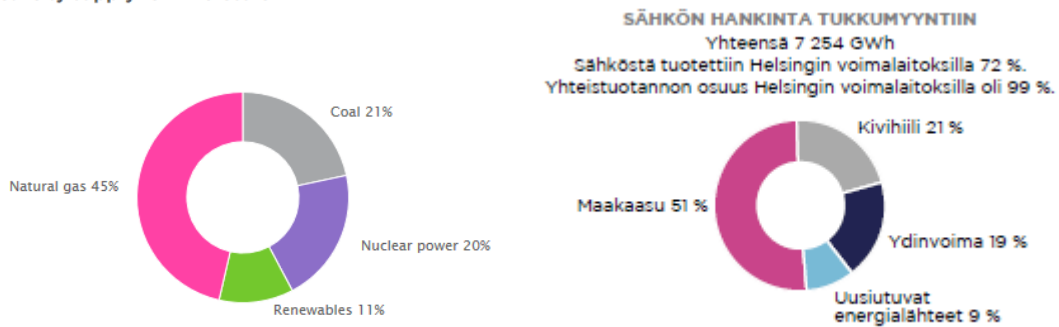 Coal 21%
Natural gas 45%
Nuclear power 20%
Renewables 11%
SÄHKÖN HANKINTA TUKKUMYYNTIIN
Yhteensä 7 254 GWh
Sähköstä tuotettiin Helsingin voimalaitoksilla 72 %.
Yhteistuotannon osuus Helsingin voimalaitoksilla oli 99 %.
Kivihiili 21 %
Maakaasu 51 %
Ydinvoima 19 %
Uusiutuvat
energialähteet 9 %